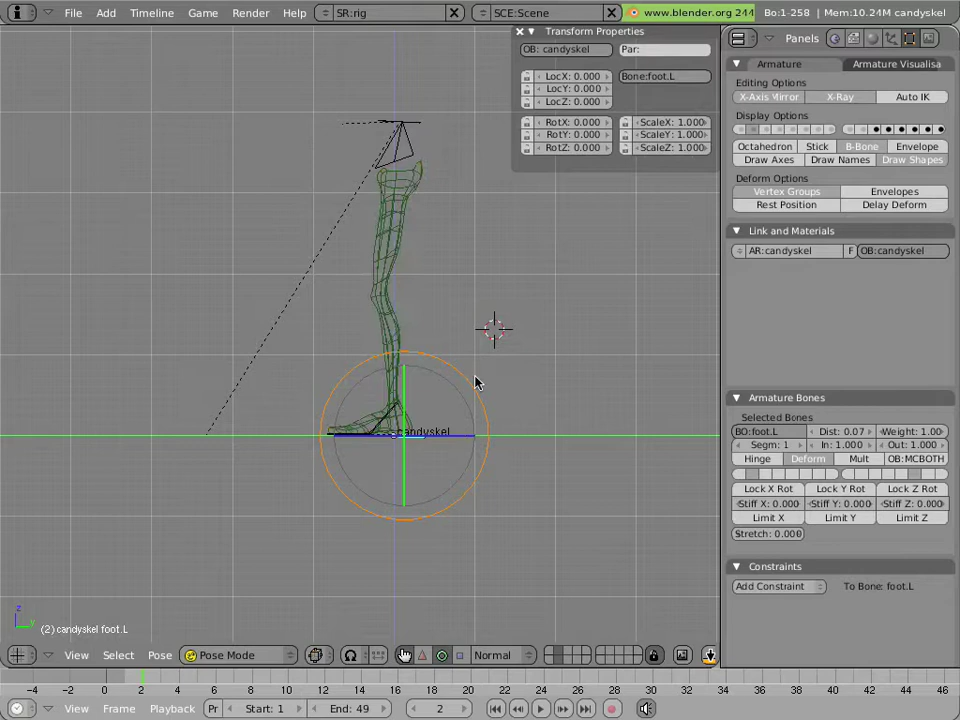 File Add Timeline Game Render Help SR:rig SCE:Scene www.blender.org 244 Bo:1-258 | Mem:10.24M candyskel
Transform Properties
OB: candyskel Par:
LocX: 0.000 Bone:foot.L
LocY: 0.000
LocZ: 0.000
RotX: 0.000 ScaleX: 1.000
RotY: 0.000 ScaleY: 1.000
RotZ: 0.000 ScaleZ: 1.000
Panels
Armature Armature Visualisa
Editing Options
X-Axis Mirror X-Ray Auto IK
Display Options
Octahedron Stick B-Bone Envelope
Draw Axes Draw Names Draw Shapes
Deform Options
Vertex Groups Envelopes
Rest Position Delay Deform
Link and Materials
AR:candyskel F OB:candyskel
Armature Bones
Selected Bones
BO:foot.L Dist: 0.07 Weight: 1.00
Segm: 1 In: 1.000 Out: 1.000
Hinge Deform Mult OB:MCBOTH
Lock X Rot Lock Y Rot Lock Z Rot
Stiff X: 0.000 Stiff Y: 0.000 Stiff Z: 0.000
Limit X Limit Y Limit Z
Stretch: 0.000
Constraints
Add Constraint To Bone: foot.L
candyskel
z
y
(2) candyskel foot.L
View Select Pose Pose Mode Normal
-4 -2 0 2 4 6 8 10 12 14 16 18 20 22 24 26 28 30 32 34 36 38 40 42 44 46
View Frame Playback Pr Start: 1 End: 49 2